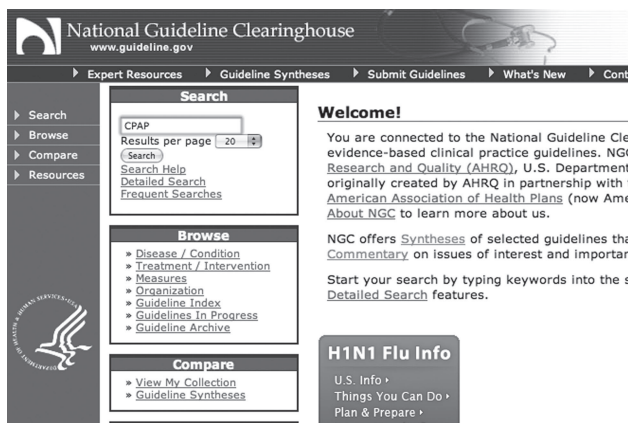 National Guideline Clearinghouse
www.guideline.gov
Expert Resources Guideline Syntheses Submit Guidelines What's New
Search
Browse
Compare
Resources
Search
CPAP
Results per page 20
Search
Search Help
Detailed Search
Frequent Searches
Browse
» Disease / Condition
» Treatment / Intervention
» Measures
» Organization
» Guideline Index
» Guidelines In Progress
» Guideline Archive
Compare
» View My Collection
» Guideline Syntheses
Welcome!
You are connected to the National Guideline Cle
evidence-based clinical practice guidelines. NGC
Research and Quality (AHRQ), U.S. Department
originally created by AHRQ in partnership with
American Association of Health Plans (now Ame
About NGC to learn more about us.
NGC offers Syntheses of selected guidelines tha
Commentary on issues of interest and importan
Start your search by typing keywords into the s
Detailed Search features.
H1N1 Flu Info
U.S. Info
Things You Can Do
Plan & Prepare
DEPARTMENT OF HEALTH & HUMAN SERVICES·USA